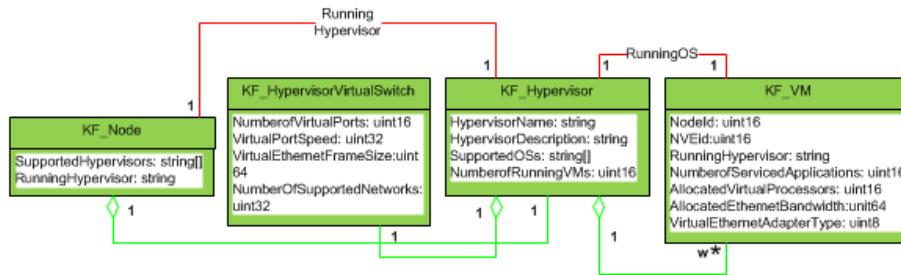 Running
Hypervisor
RunningOS
1
1
1
1
KF_Node
SupportedHypervisors: string[]
RunningHypervisor: string
KF_HypervisorVirtualSwitch
NumberofVirtualPorts: uint16
VirtualPortSpeed: uint32
VirtualEthernetFrameSize:uint
64
NumberOfSupportedNetworks:
uint32
KF_Hypervisor
HypervisorName: string
HypervisorDescription: string
SupportedOSs: string[]
NumberofRunningVMs: uint16
KF_VM
NodeId: uint16
NVEid:uint16
RunningHypervisor: string
NumberofServicedApplications: uint16
AllocatedVirtualProcessors: uint16
AllocatedEthernetBandwidth:unit64
VirtualEthernetAdapterType: uint8
1
1
1
1
1
w*